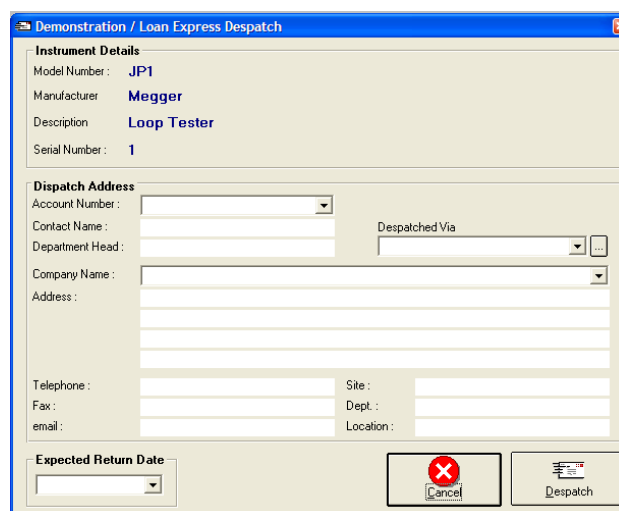 Demonstration / Loan Express Despatch
Instrument Details
Model Number : JP1
Manufacturer Megger
Description Loop Tester
Serial Number : 1
Dispatch Address
Account Number :
Contact Name : Despatched Via
Department Head : ...
Company Name :
Address :
Telephone : Site :
Fax : Dept. :
email : Location :
Expected Return Date
Cancel Despatch